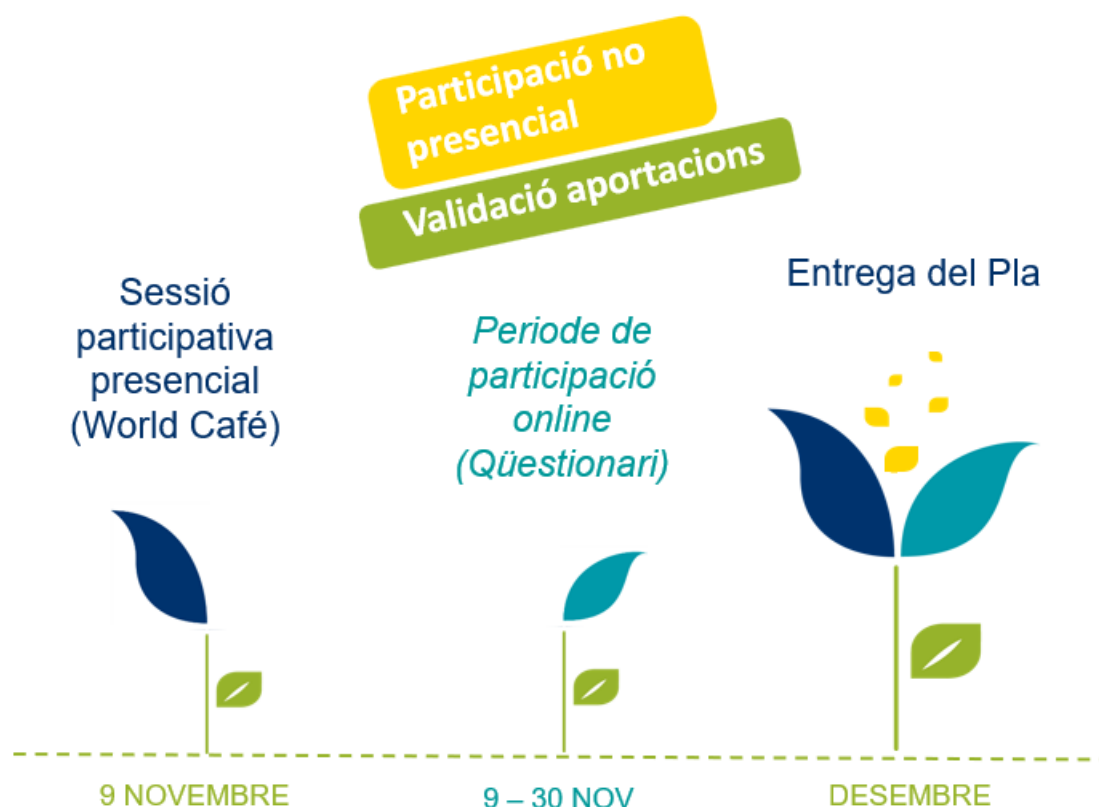 Participació no
presencial
Validació aportacions
Sessió
participativa
presencial
(World Café)
Periode de
participació
online
(Qüestionari)
Entrega del Pla
9 NOVEMBRE
9 – 30 NOV
DESEMBRE